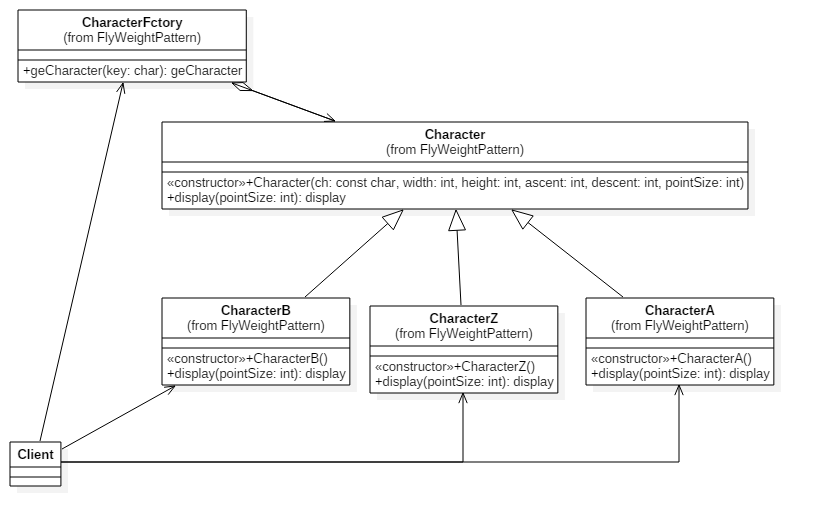 CharacterFctory
(from FlyWeightPattern)
+geCharacter(key: char): geCharacter
Character
(from FlyWeightPattern)
«constructor»+Character(ch: const char, width: int, height: int, ascent: int, descent: int, pointSize: int)
+display(pointSize: int): display
CharacterB
(from FlyWeightPattern)
«constructor»+CharacterB()
+display(pointSize: int): display
CharacterZ
(from FlyWeightPattern)
«constructor»+CharacterZ()
+display(pointSize: int): display
CharacterA
(from FlyWeightPattern)
«constructor»+CharacterA()
+display(pointSize: int): display
Client